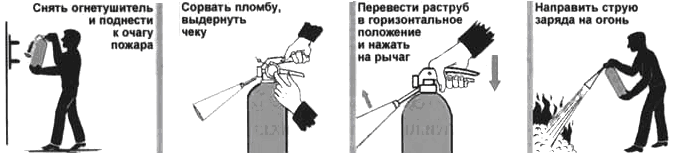 Снять огнетушитель
и поднести
к очагу
пожара
Сорвать пломбу,
выдернуть
чеку
Перевести раструб
в горизонтальное
положение
и нажать
на рычаг
Направить струю
заряда на огонь